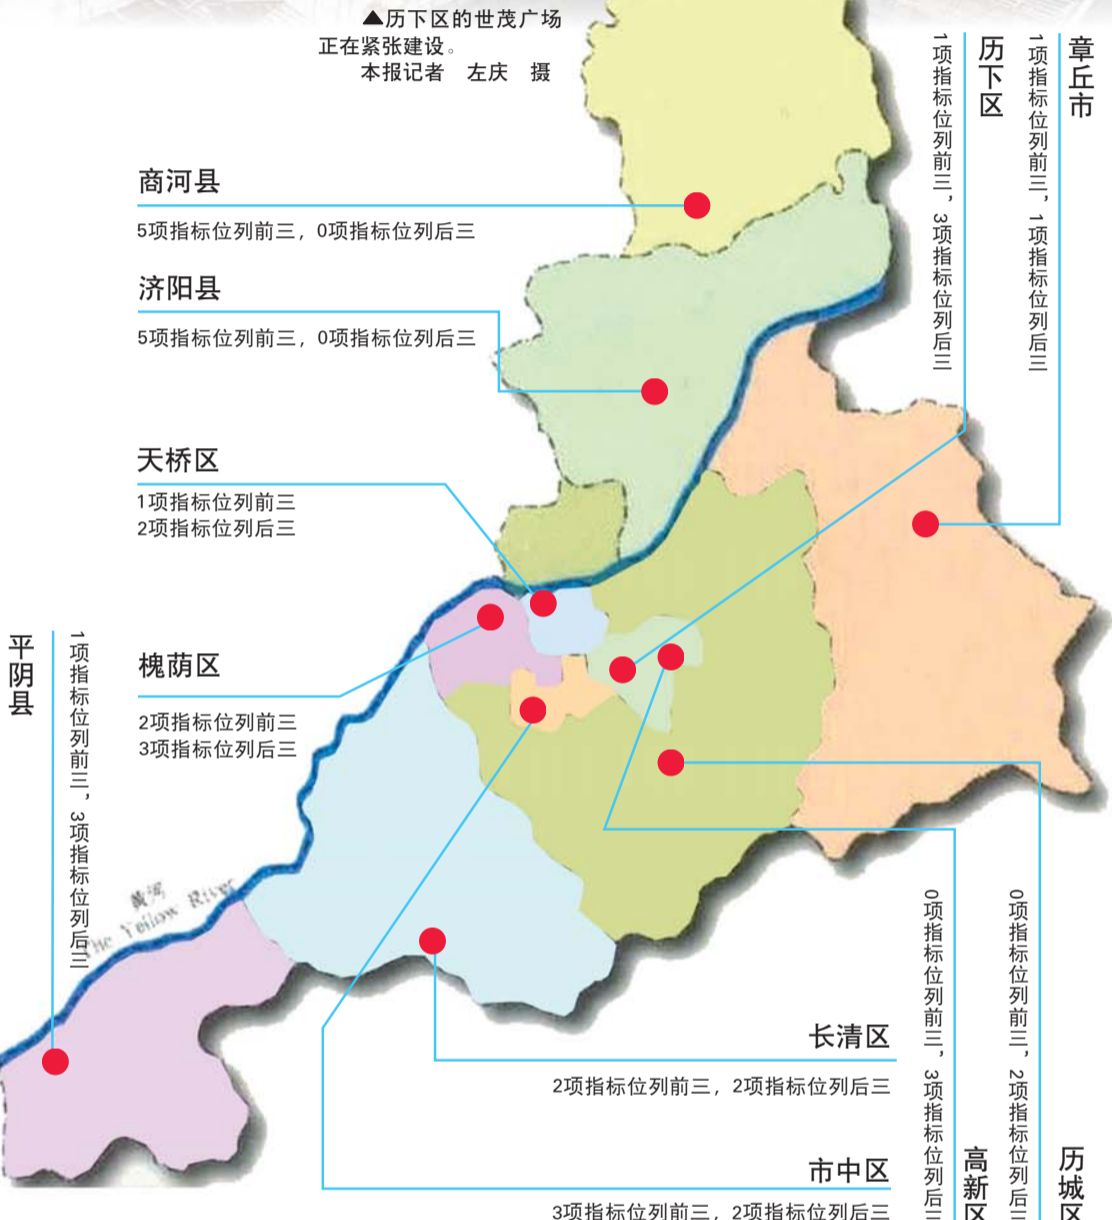 ▲历下区的世茂广场
正在紧张建设。
本报记者 左庆 摄
商河县
5项指标位列前三，0项指标位列后三
济阳县
5项指标位列前三，0项指标位列后三
天桥区
1项指标位列前三
2项指标位列后三
槐荫区
2项指标位列前三
3项指标位列后三
平阴县
1项指标位列前三，3项指标位列后三
黄河
The Yellow River
历下区
1项指标位列前三，3项指标位列后三
章丘市
1项指标位列前三，1项指标位列后三
长清区
2项指标位列前三，2项指标位列后三
市中区
3项指标位列前三，2项指标位列后三
高新区
0项指标位列前三，3项指标位列后三
历城区
0项指标位列前三，2项指标位列后三